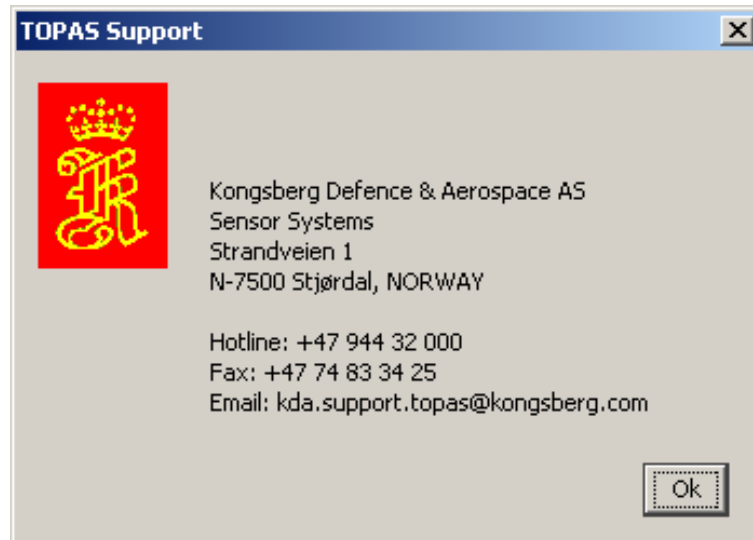 TOPAS Support
Kongsberg Defence & Aerospace AS
Sensor Systems
Strandveien 1
N-7500 Stjørdal, NORWAY
Hotline: +47 944 32 000
Fax: +47 74 83 34 25
Email: kda.support.topas@kongsberg.com
Ok